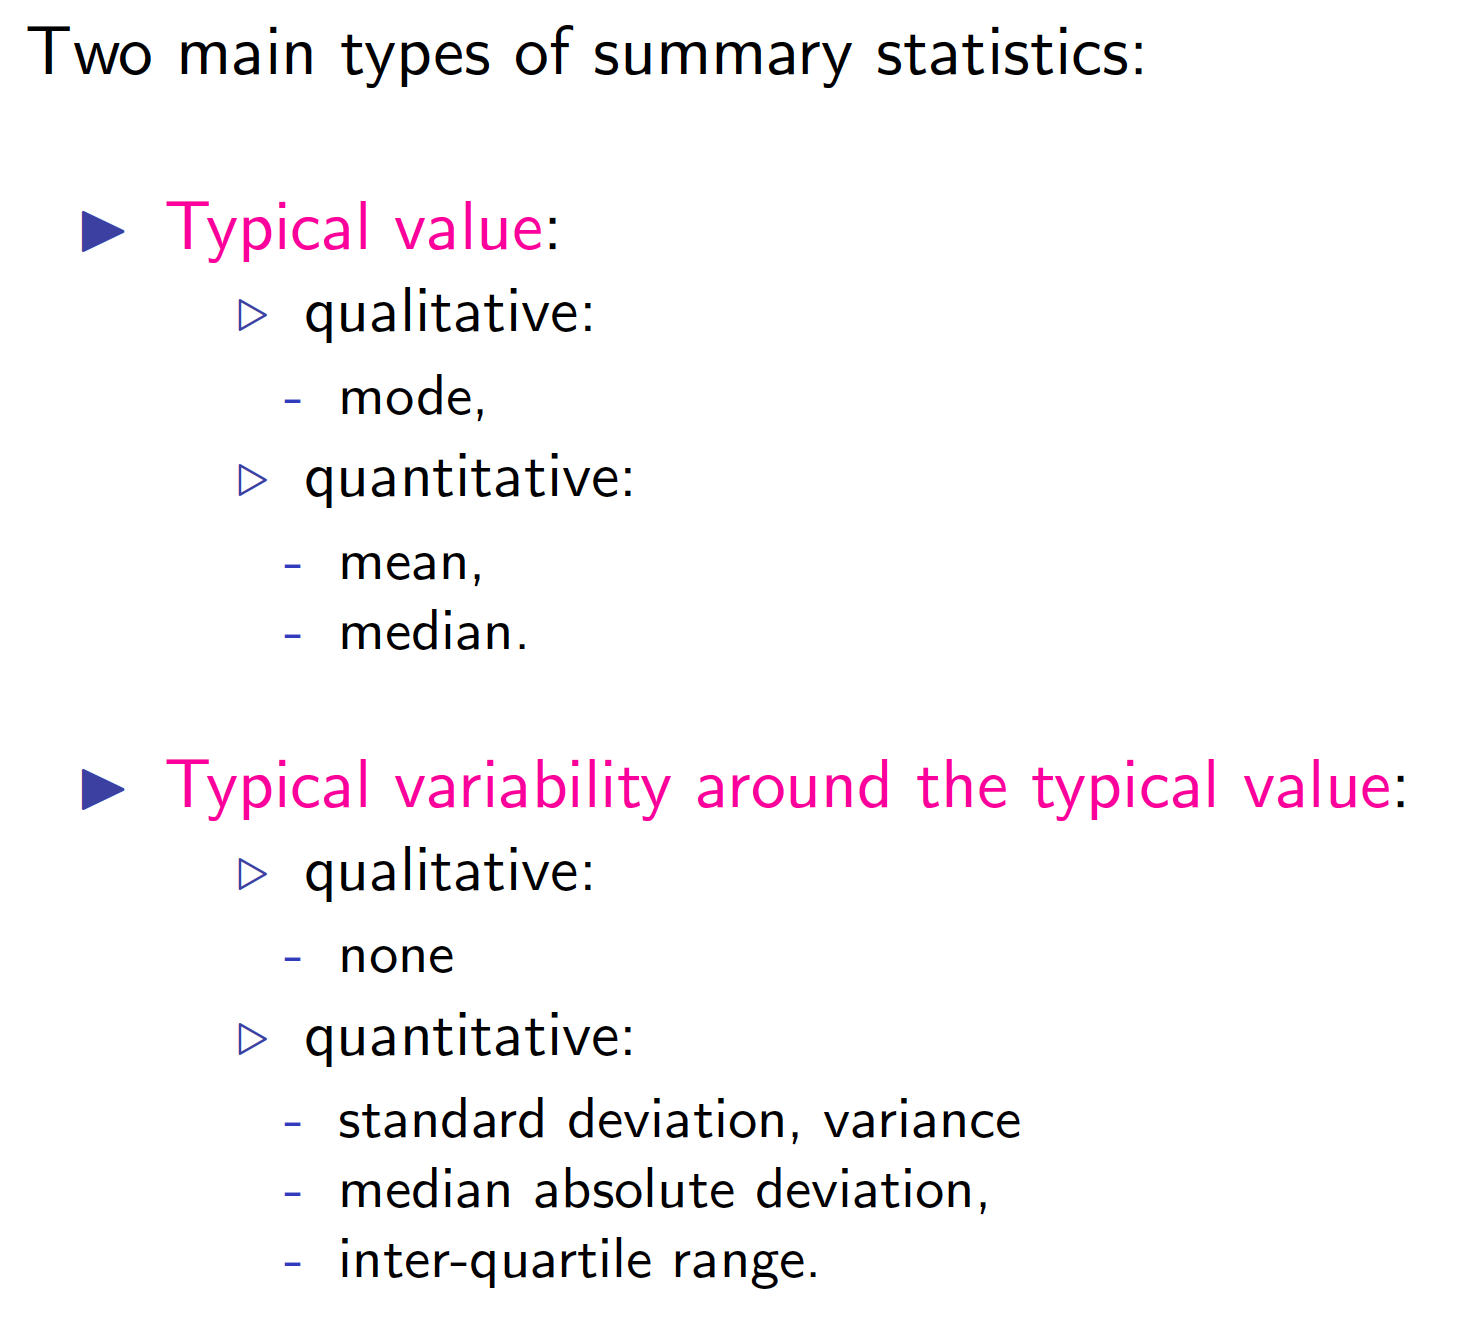 Two main types of summary statistics:
▶ Typical value:
▷ qualitative:
- mode,
▷ quantitative:
- mean,
- median.
▶ Typical variability around the typical value:
▷ qualitative:
- none
▷ quantitative:
- standard deviation, variance
- median absolute deviation,
- inter-quartile range.